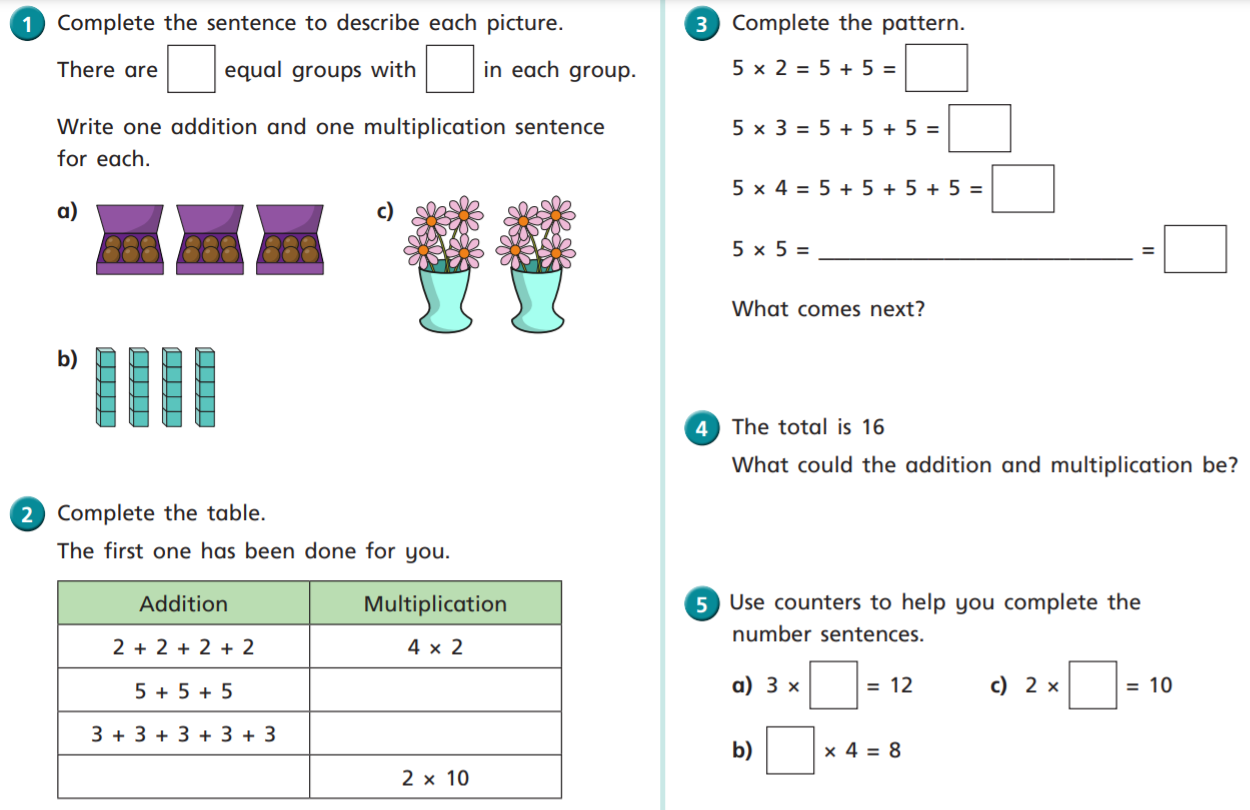 1 Complete the sentence to describe each picture.
There are equal groups with in each group.
Write one addition and one multiplication sentence
for each.
a)
c)
b)
2 Complete the table.
The first one has been done for you.
Addition Multiplication
2 + 2 + 2 + 2 4 × 2
5 + 5 + 5
3 + 3 + 3 + 3 + 3
2 × 10
3 Complete the pattern.
5 × 2 = 5 + 5 =
5 × 3 = 5 + 5 + 5 =
5 × 4 = 5 + 5 + 5 + 5 =
5 × 5 = ______________________________ =
What comes next?
4 The total is 16
What could the addition and multiplication be?
5 Use counters to help you complete the
number sentences.
a) 3 × = 12 c) 2 × = 10
b) × 4 = 8